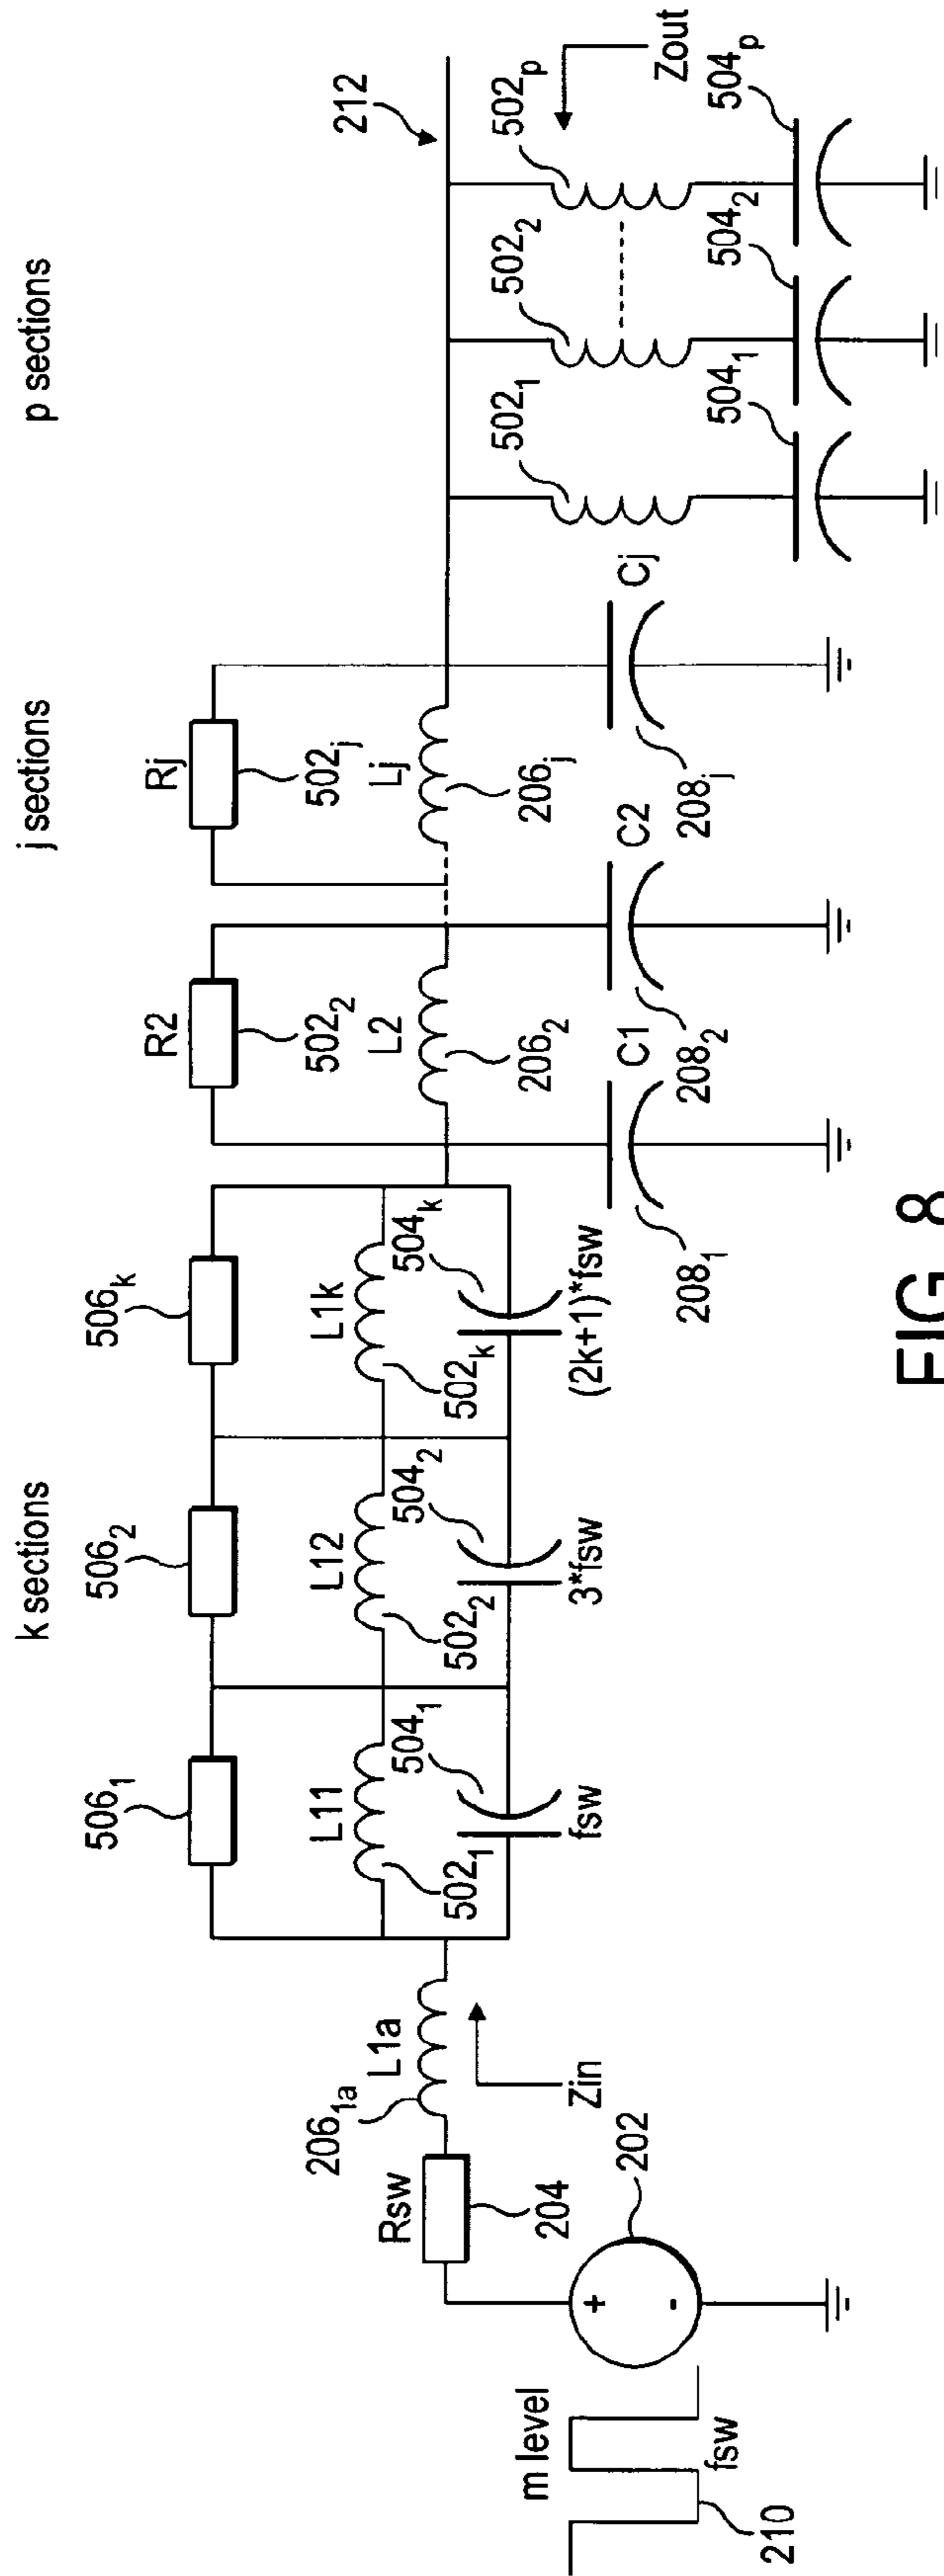 k sections
j sections
p sections
506₁
506₂
506ₖ
R2
502₂
Rj
502ⱼ
212
L11
502₁
L12
502₂
L1k
502ₖ
504₁
504₂
504ₖ
fsw
3*fsw
(2k+1)*fsw
206₁ₐ
L1a
Rsw
204
Zin
L2
206₂
Lj
206ⱼ
502₁
502₂
502ₚ
Zout
C1
208₁
C2
208₂
Cj
208ⱼ
504₁
504₂
504ₚ
m level
fsw
210
+
-
202
FIG. 8